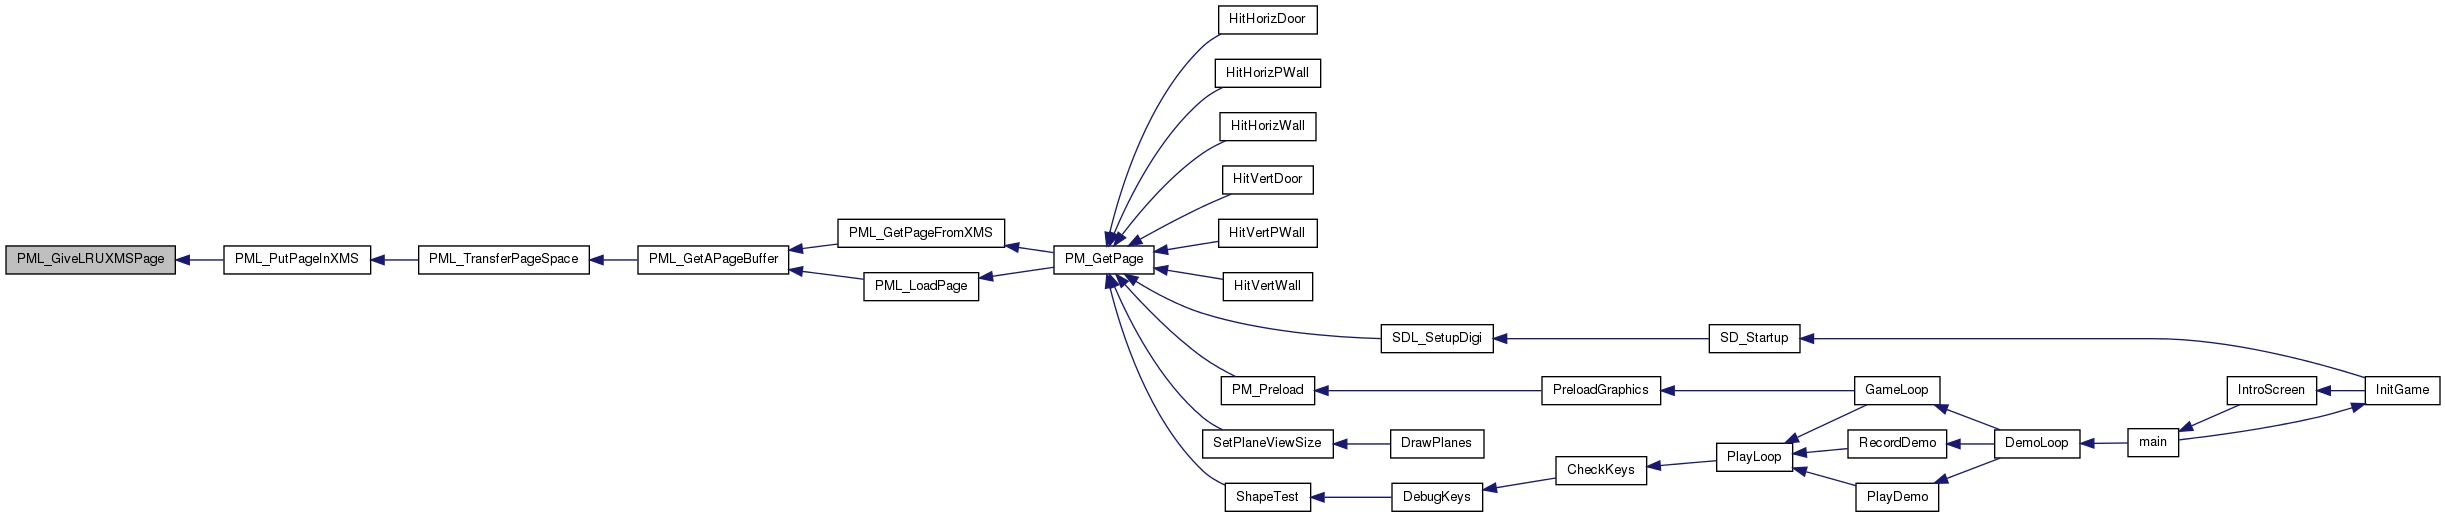 HitHorizDoor
HitHorizPWall
HitHorizWall
HitVertDoor
PML_GetPageFromXMS
HitVertPWall
PML_GiveLRUXMSPage
PML_PutPageInXMS
PML_TransferPageSpace
PML_GetAPageBuffer
PM_GetPage
PML_LoadPage
HitVertWall
SDL_SetupDigi
SD_Startup
PM_Preload
PreloadGraphics
GameLoop
IntroScreen
InitGame
SetPlaneViewSize
DrawPlanes
RecordDemo
DemoLoop
main
PlayLoop
CheckKeys
ShapeTest
DebugKeys
PlayDemo